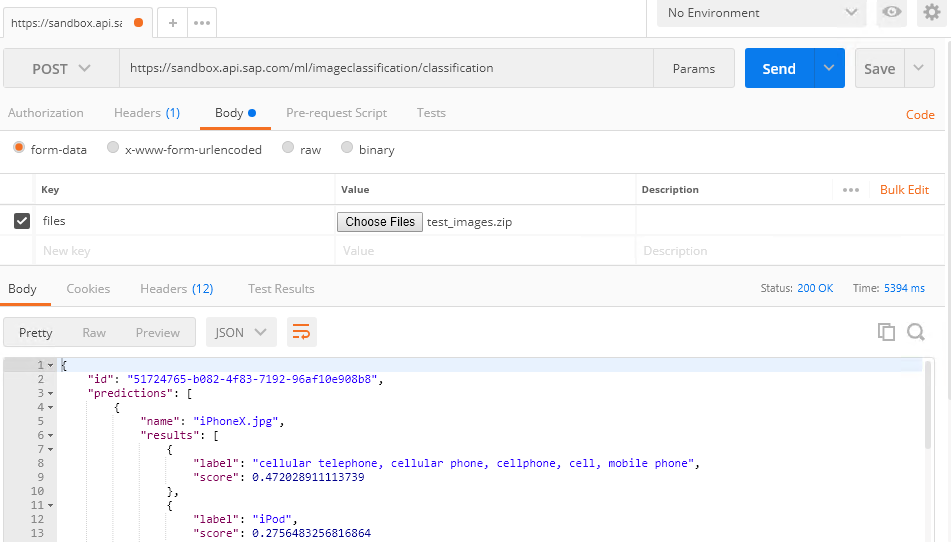 https://sandbox.api.sa + ••• No Environment
POST https://sandbox.api.sap.com/ml/imageclassification/classification Params Send Save
Authorization Headers (1) Body Pre-request Script Tests Code
form-data x-www-form-urlencoded raw binary
Key Value Description ••• Bulk Edit
files Choose Files test_images.zip
New key Value Description
Body Cookies Headers (12) Test Results Status: 200 OK Time: 5394 ms
Pretty Raw Preview JSON
1 {
2 "id": "51724765-b082-4f83-7192-96af10e908b8",
3 "predictions": [
4 {
5 "name": "iPhoneX.jpg",
6 "results": [
7 {
8 "label": "cellular telephone, cellular phone, cellphone, cell, mobile phone",
9 "score": 0.472028911113739
10 },
11 {
12 "label": "iPod",
13 "score": 0.2756483256816864